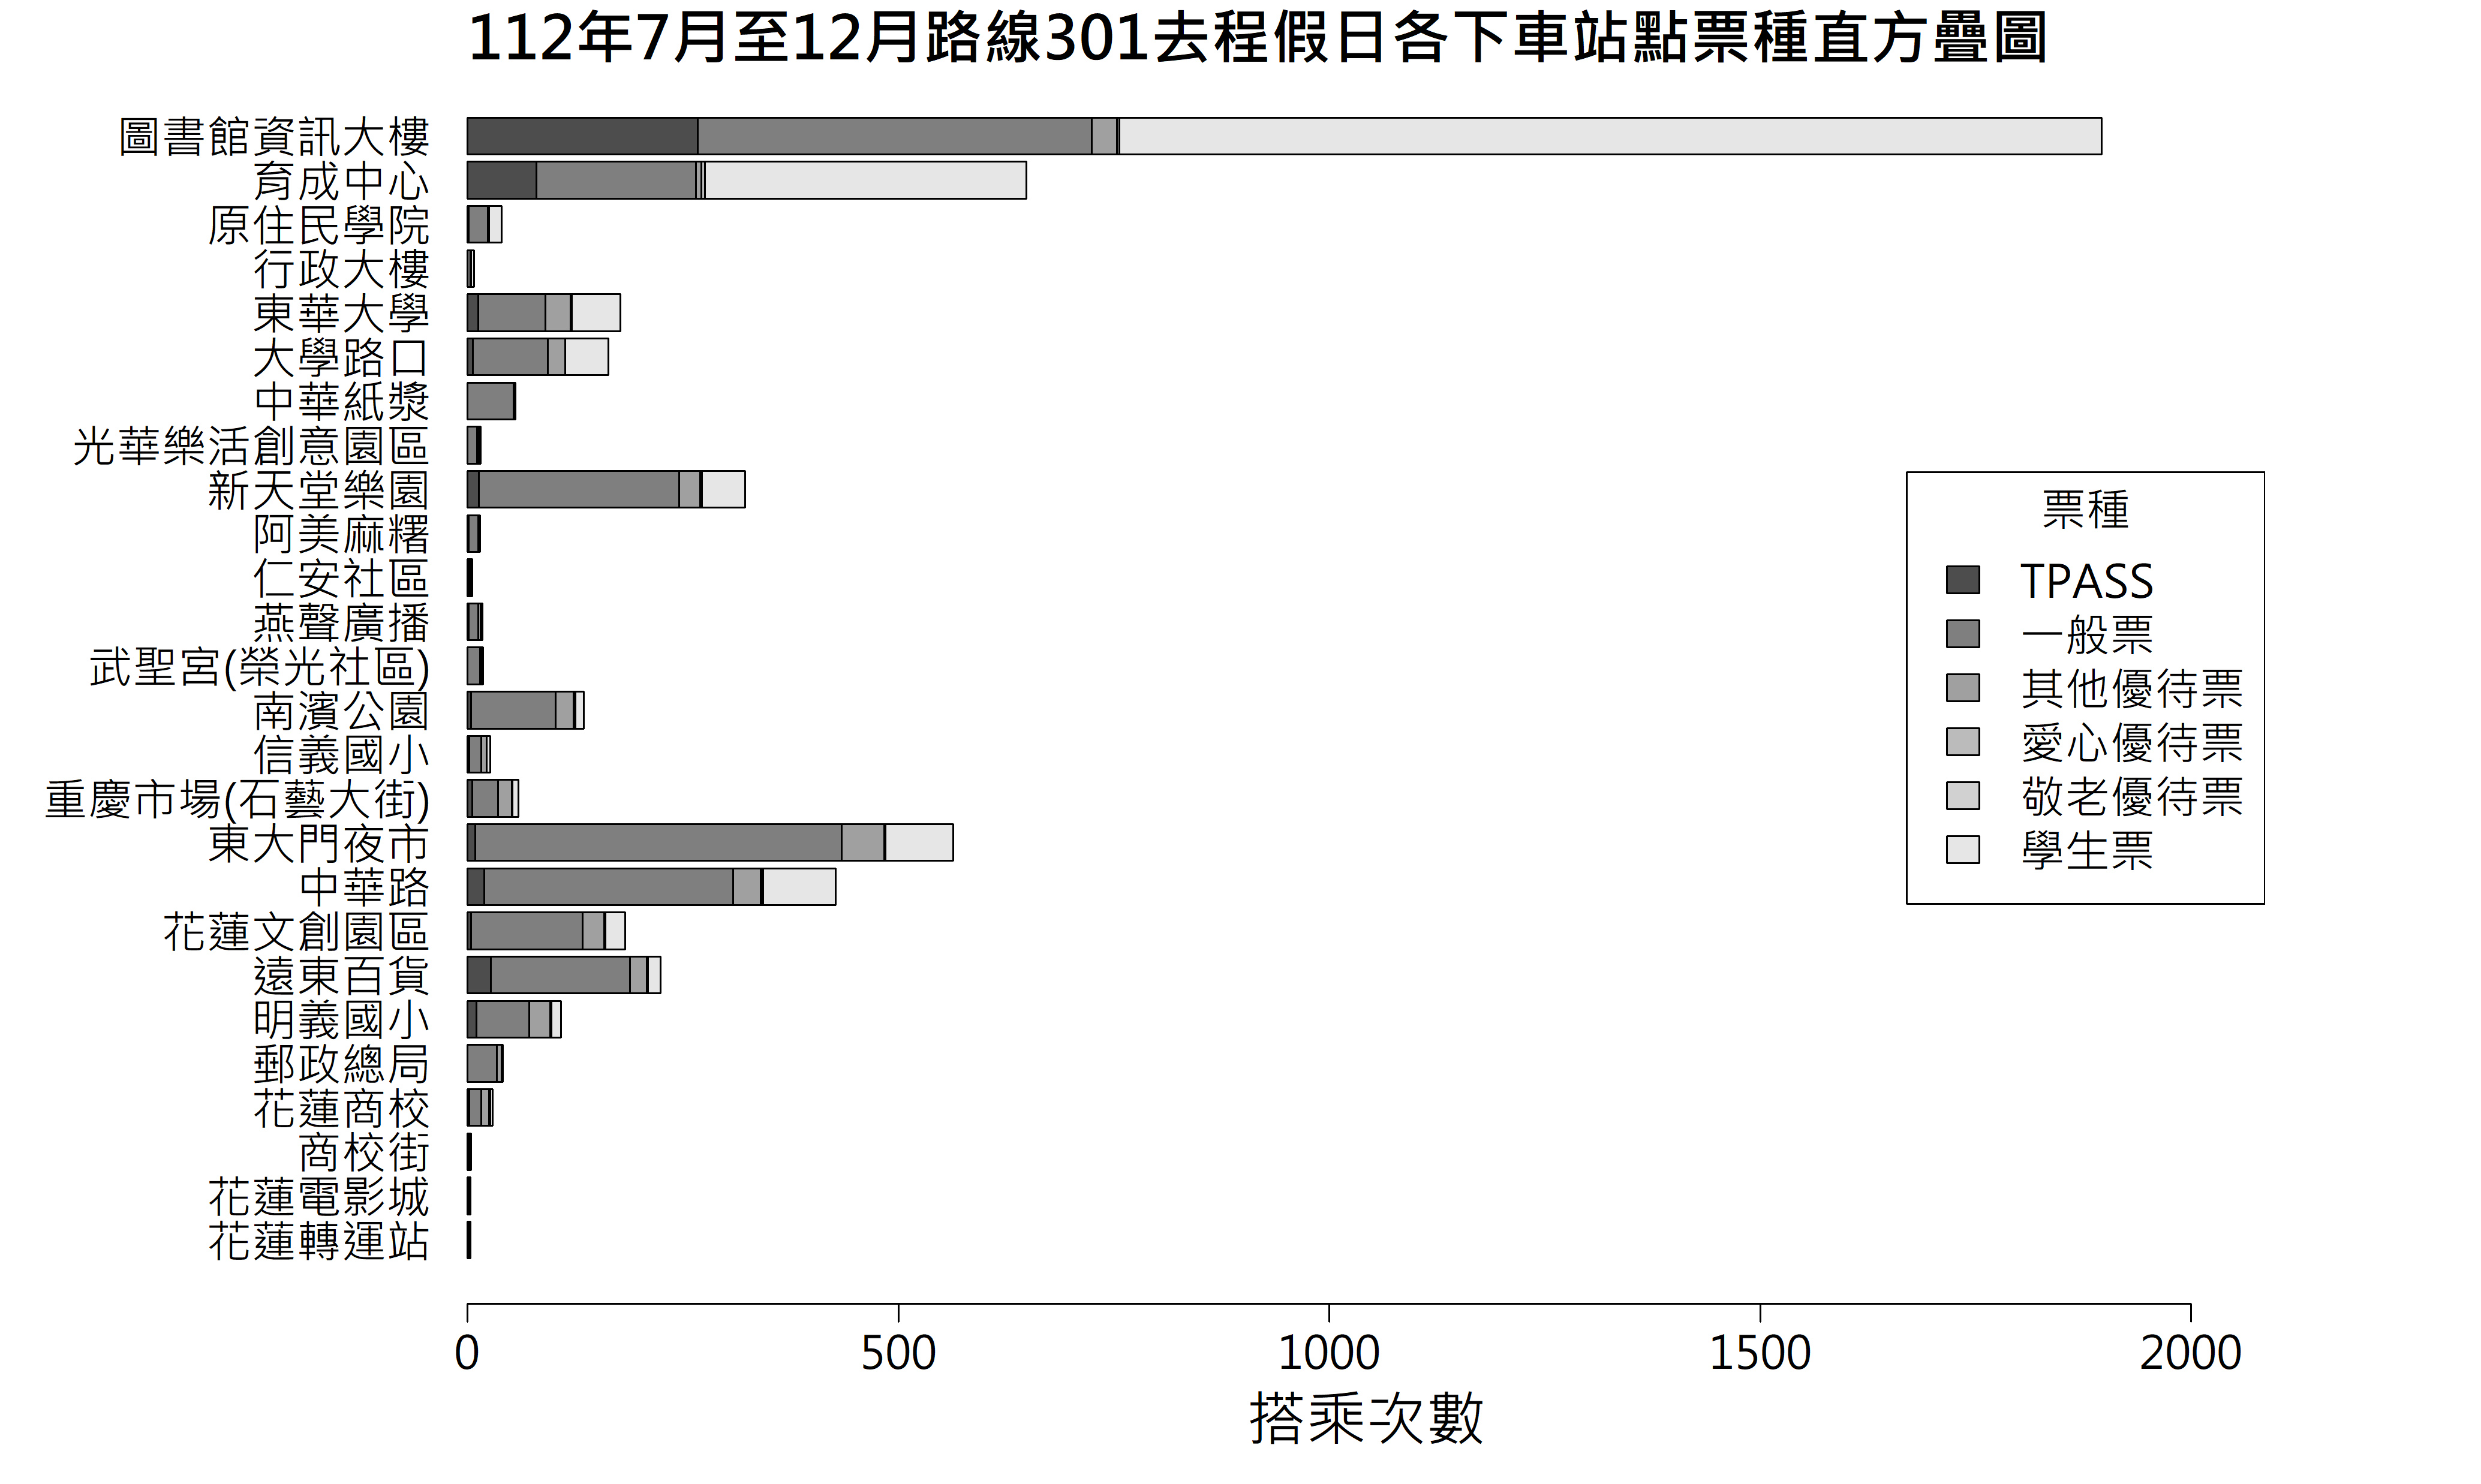 112年7月至12月路線301去程假日各下車站點票種直方疊圖
圖書館資訊大樓
育成中心
原住民學院
行政大樓
東華大學
大學路口
中華紙漿
光華樂活創意園區
新天堂樂園
阿美麻糬
仁安社區
燕聲廣播
武聖宮(榮光社區)
南濱公園
信義國小
重慶市場(石藝大街)
東大門夜市
中華路
花蓮文創園區
遠東百貨
明義國小
郵政總局
花蓮商校
商校街
花蓮電影城
花蓮轉運站
票種
TPASS
一般票
其他優待票
愛心優待票
敬老優待票
學生票
0 500 1000 1500 2000
搭乘次數